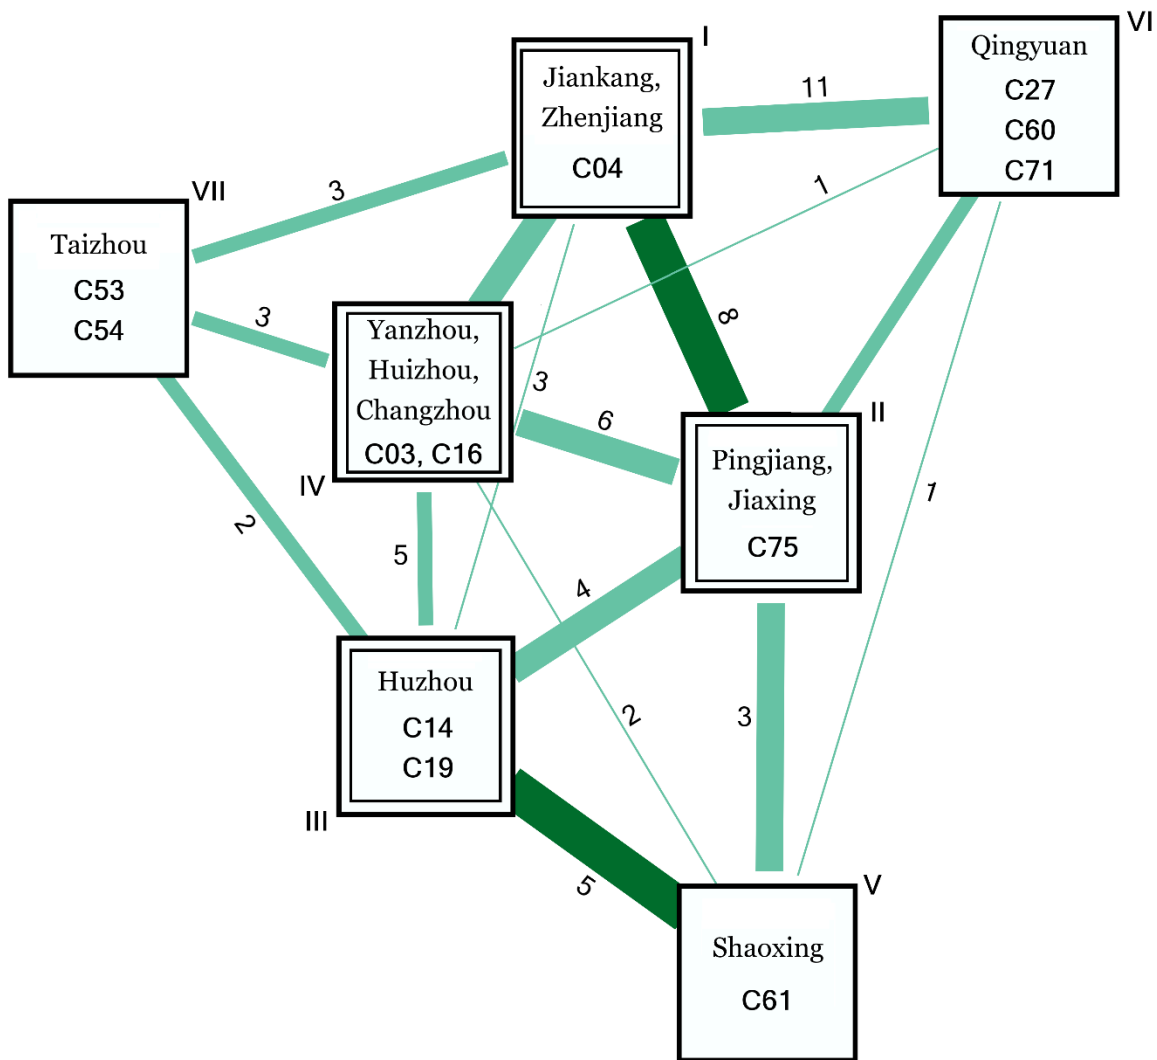 I
Jiankang,
Zhenjiang
C04
VI
Qingyuan
C27
C60
C71
11
3
1
VII
Taizhou
C53
C54
3
8
Yanzhou,
Huizhou,
Changzhou
C03, C16
IV
3
6
II
Pingjiang,
Jiaxing
C75
2
5
4
1
Huzhou
C14
C19
III
2
3
5
V
Shaoxing
C61